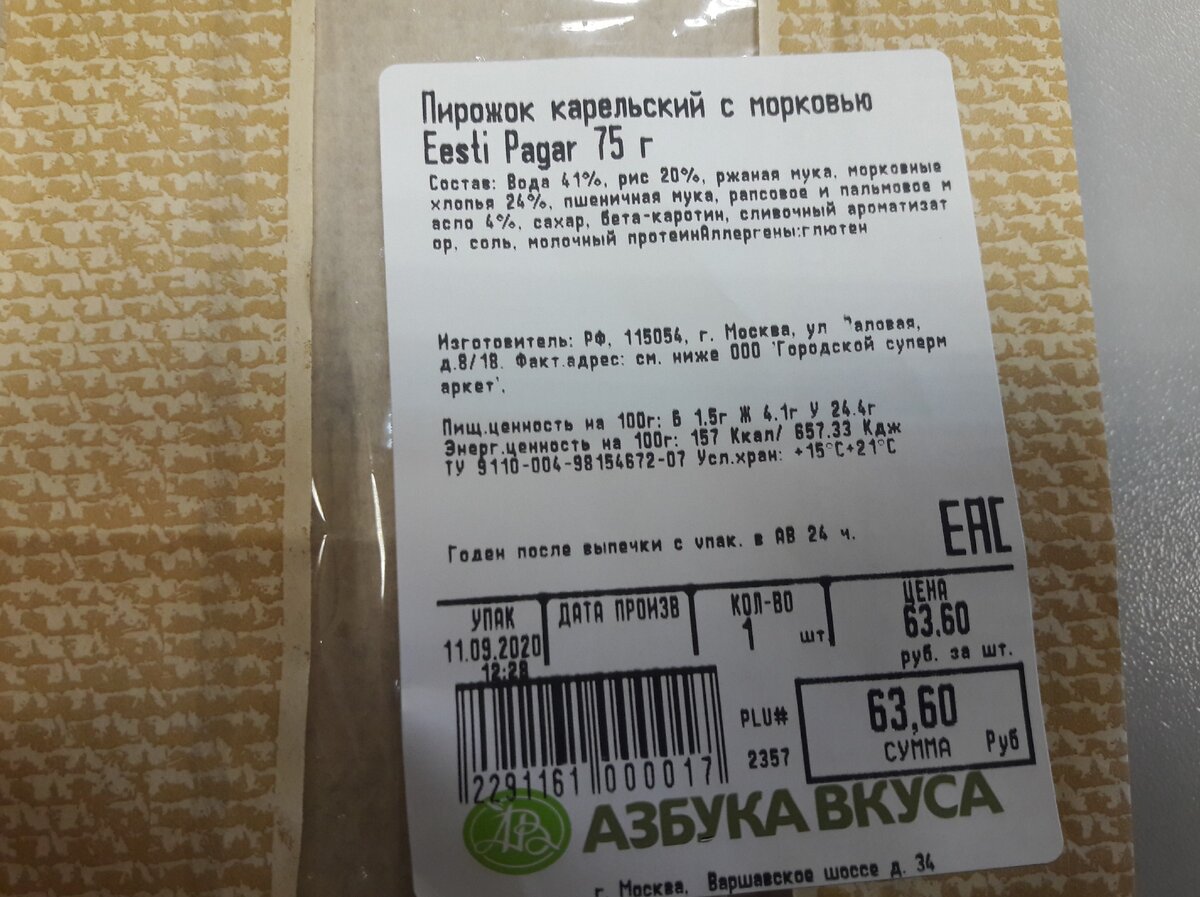 Пирожок карельский с морковью
Eesti Pagar 75 г
Состав: Вода 41%, рис 20%, ржаная мука, морковные
хлопья 24%, пшеничная мука, рапсовое и пальмовое м
асло 4%, сахар, бета-каротин, сливочный ароматизат
ор, соль, молочный протеинАллергены:глютен
Изготовитель: РФ, 115054, г. Москва, ул
д.8/18. Факт.адрес: см. ниже ООО 'Городской суперм
аркет',
Пищ.ценность на 100г: Б 1.5г Ж 4.1г У 24.4г
Энерг.ценность на 100г: 157 Ккал/ 657.33 Кдж
ТУ 9110-004-98154672-07 Усл.хран: +15°С+21°С
Годен после выпечки с упак. в АВ 24 ч.
EAC
УПАК ДАТА ПРОИЗВ КОЛ-ВО ЦЕНА
11.09.2020 1 шт. 63,60
12:28 руб. за шт.
PLU# 63,60
2357 СУММА Руб
2291161 000017
АВ АЗБУКА ВКУСА
г. Москва, Варшавское шоссе д. 34